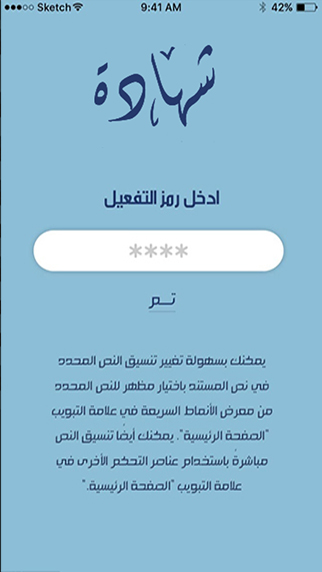 Sketch 9:41 AM 42%
شهادة
ادخل رمز التفعيل
****
تــم
يمكنك بسهولة تغيير تنسيق النص المحدد
في نص المستند باختيار مظهر للنص المحدد
من معرض الأنماط السريعة في علامة التبويب
"الصفحة الرئيسية". يمكنك أيضًا تنسيق النص
مباشرةً باستخدام عناصر التحكم الأخرى في
علامة التبويب "الصفحة الرئيسية."